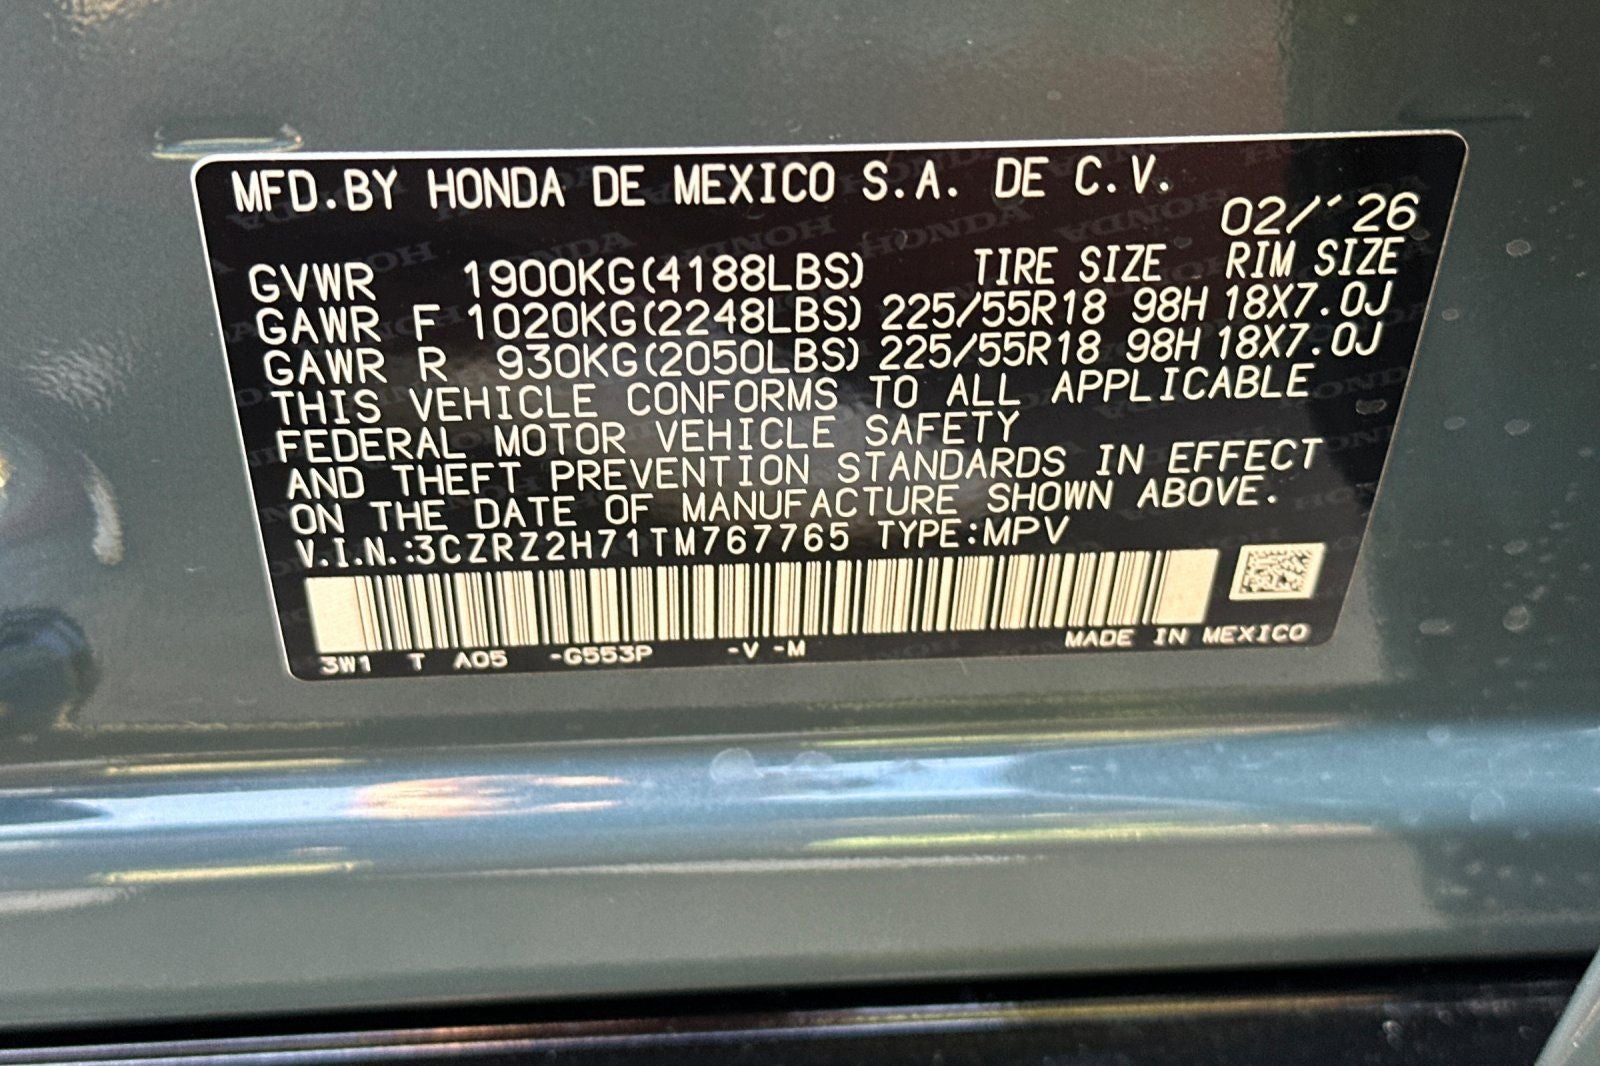 MFD.BY HONDA DE MEXICO S.A. DE C.V.
02/´26
GVWR 1900KG(4188LBS) TIRE SIZE RIM SIZE
GAWR F 1020KG(2248LBS) 225/55R18 98H 18X7.0J
GAWR R 930KG(2050LBS) 225/55R18 98H 18X7.0J
THIS VEHICLE CONFORMS TO ALL APPLICABLE
FEDERAL MOTOR VEHICLE SAFETY
AND THEFT PREVENTION STANDARDS IN EFFECT
ON THE DATE OF MANUFACTURE SHOWN ABOVE.
V.I.N.:3CZRZ2H71TM767765 TYPE:MPV
3W1 T A05 -G553P -V -M MADE IN MEXICO